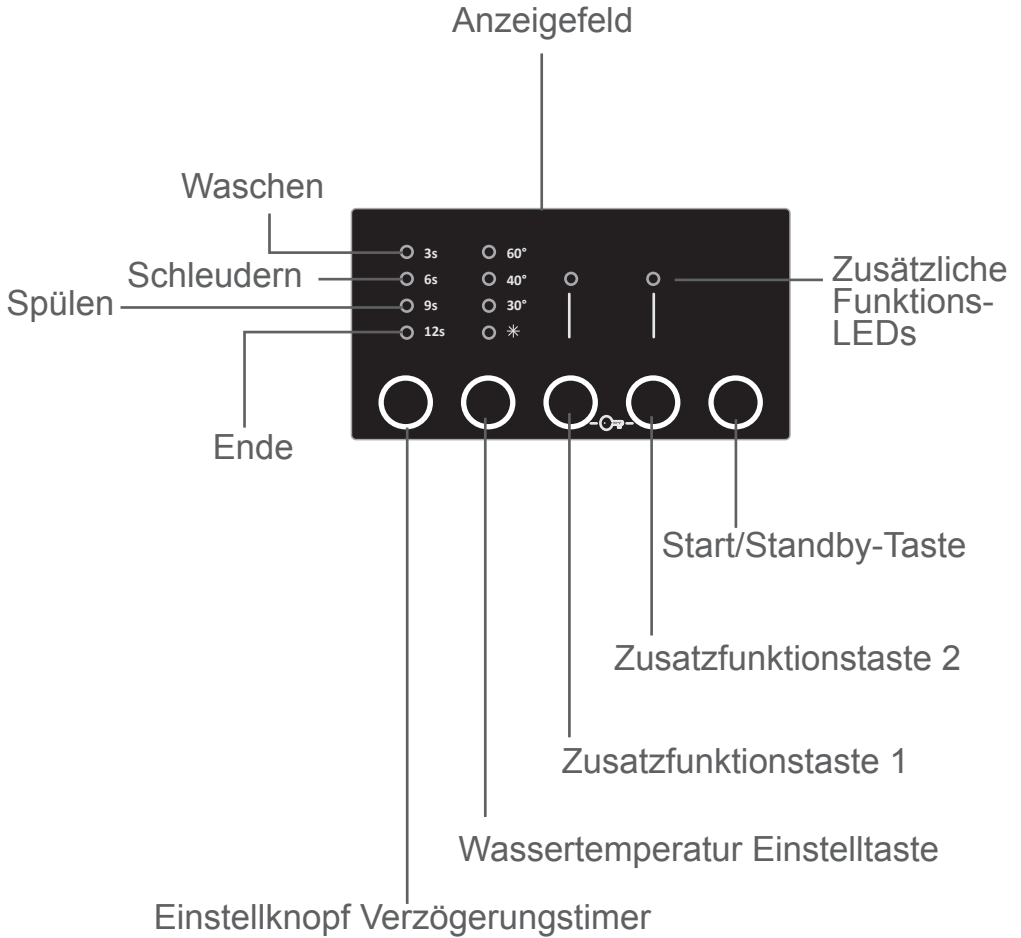 Anzeigefeld
Waschen
Schleudern
Spülen
Ende
3s 60°
6s 40°
9s 30°
12s
Zusätzliche
Funktions-
LEDs
Start/Standby-Taste
Zusatzfunktionstaste 2
Zusatzfunktionstaste 1
Wassertemperatur Einstelltaste
Einstellknopf Verzögerungstimer